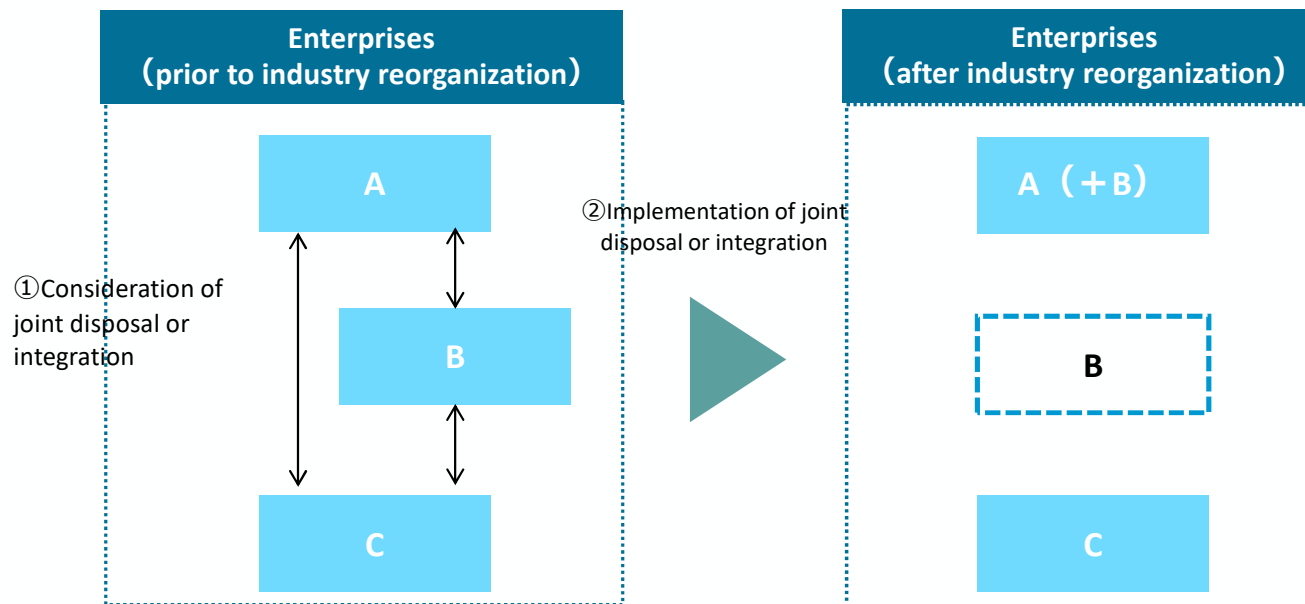 Enterprises
（prior to industry reorganization）
A
①Consideration of
joint disposal or
integration
B
C
②Implementation of joint
disposal or integration
Enterprises
（after industry reorganization）
A（＋B）
B
C